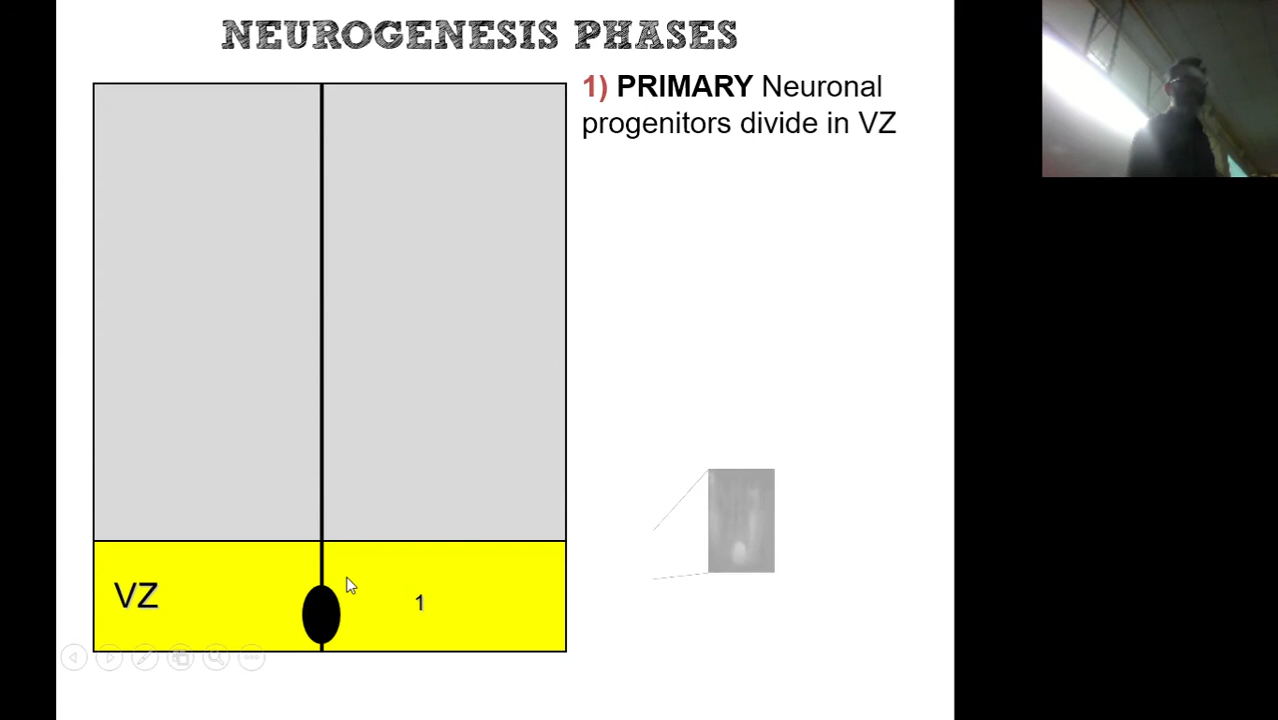 NEUROGENESIS PHASES
1) PRIMARY Neuronal
progenitors divide in VZ
VZ
1